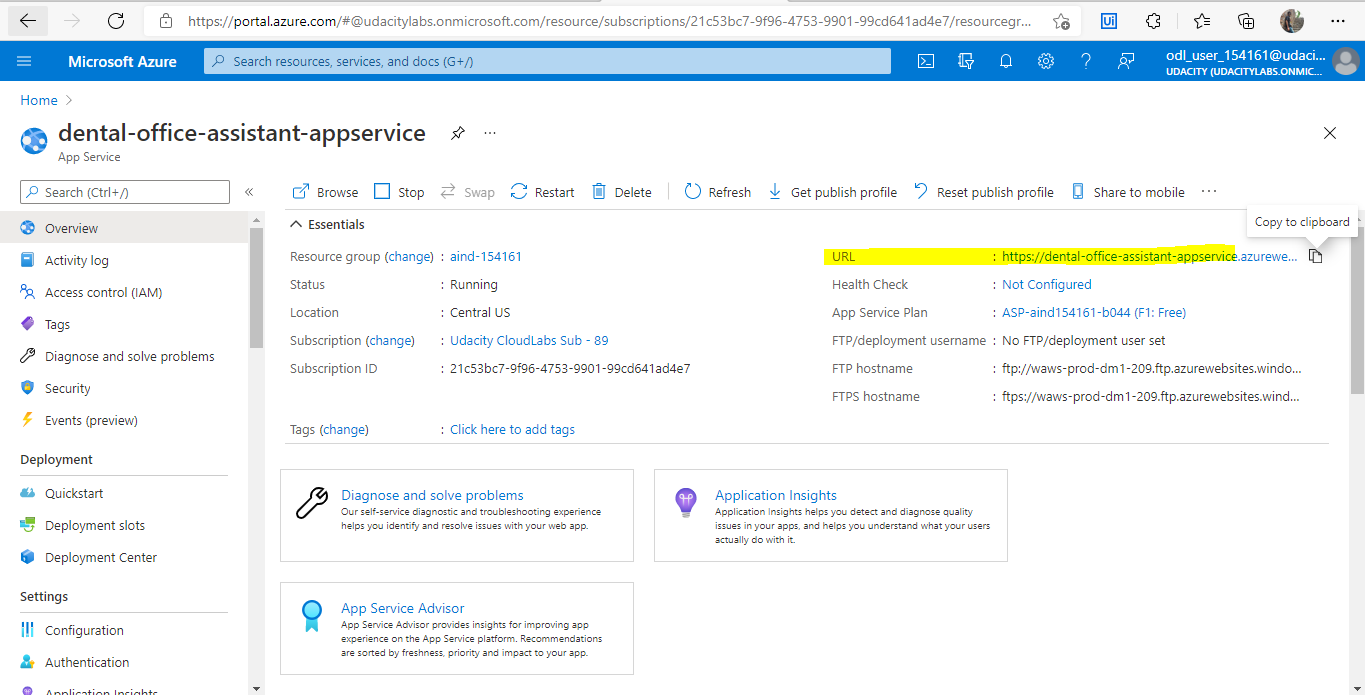 https://portal.azure.com/#@udacitylabs.onmicrosoft.com/resource/subscriptions/21c53bc7-9f96-4753-9901-99cd641ad4e7/resourcegr...
Ui
Microsoft Azure
Search resources, services, and docs (G+/)
odl_user_154161@udaci...
UDACITY (UDACITYLABS.ONMIC...
Home
dental-office-assistant-appservice
App Service
Search (Ctrl+/)
Overview
Activity log
Access control (IAM)
Tags
Diagnose and solve problems
Security
Events (preview)
Deployment
Quickstart
Deployment slots
Deployment Center
Settings
Configuration
Authentication
Application Insights
Browse Stop Swap Restart Delete Refresh Get publish profile Reset publish profile Share to mobile
Copy to clipboard
Essentials
Resource group (change) : aind-154161
Status : Running
Location : Central US
Subscription (change) : Udacity CloudLabs Sub - 89
Subscription ID : 21c53bc7-9f96-4753-9901-99cd641ad4e7
URL : https://dental-office-assistant-appservice.azurewe...
Health Check : Not Configured
App Service Plan : ASP-aind154161-b044 (F1: Free)
FTP/deployment username : No FTP/deployment user set
FTP hostname : ftp://waws-prod-dm1-209.ftp.azurewebsites.windo...
FTPS hostname : ftps://waws-prod-dm1-209.ftp.azurewebsites.wind...
Tags (change) : Click here to add tags
Diagnose and solve problems
Our self-service diagnostic and troubleshooting experience
helps you identify and resolve issues with your web app.
Application Insights
Application Insights helps you detect and diagnose quality
issues in your apps, and helps you understand what your users
actually do with it.
App Service Advisor
App Service Advisor provides insights for improving app
experience on the App Service platform. Recommendations
are sorted by freshness, priority and impact to your app.